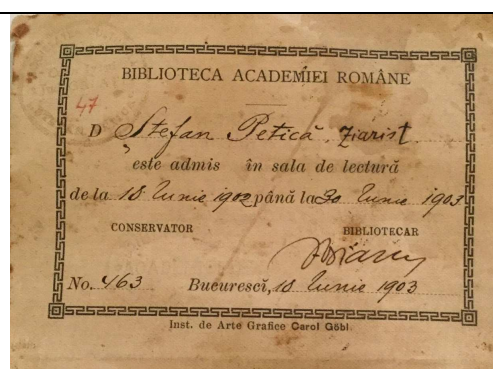 BIBLIOTECA ACADEMIEI ROMÂNE
47
D Ștefan Petică, ziarist
este admis în sala de lectură
de la 18 Iunie 1902 până la 30 Iunie 1903
CONSERVATOR BIBLIOTECAR
No. 463 Bucurescĭ, 18 Iunie 1903
Inst. de Arte Grafice Carol Göbl